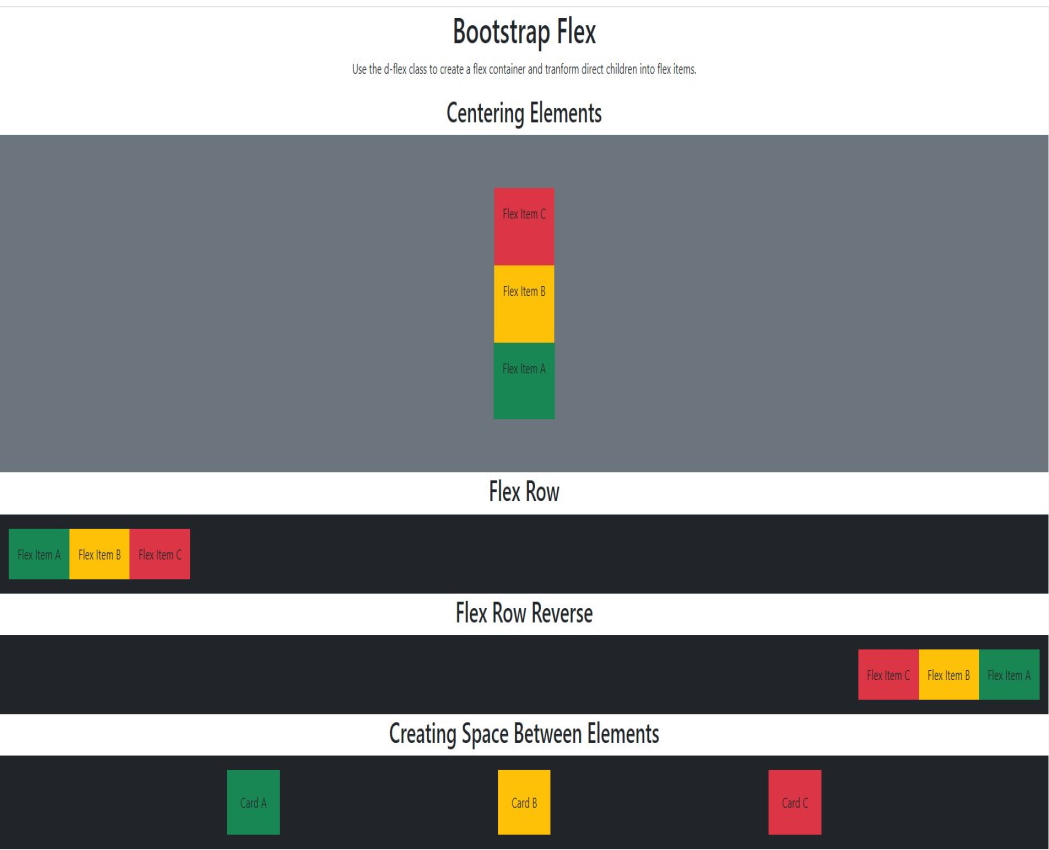 Bootstrap Flex
Use the d-flex class to create a flex container and tranform direct children into flex items.
Centering Elements
Flex Item C
Flex Item B
Flex Item A
Flex Row
Flex Item A Flex Item B Flex Item C
Flex Row Reverse
Flex Item C Flex Item B Flex Item A
Creating Space Between Elements
Card A Card B Card C